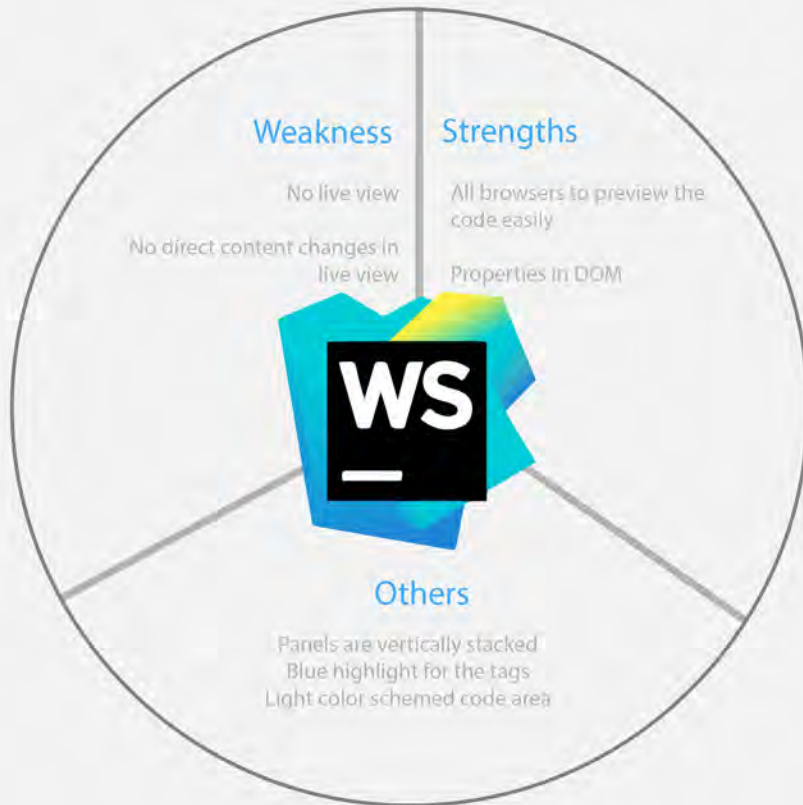 Weakness
No live view
No direct content changes in
live view
Strengths
All browsers to preview the
code easily
Properties in DOM
WS
Others
Panels are vertically stacked
Blue highlight for the tags
Light color schemed code area